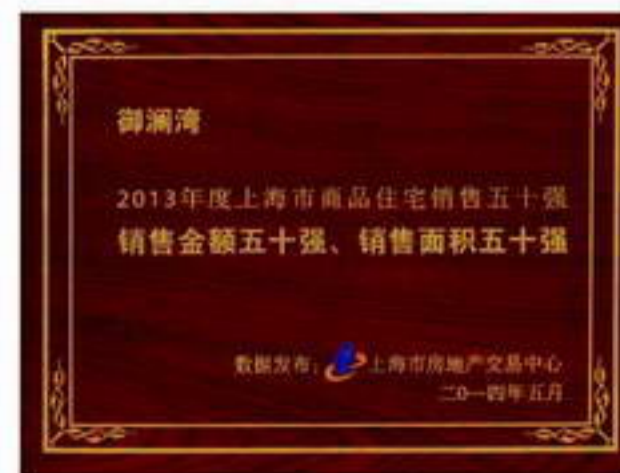 御澜湾
2013年度上海市商品住宅销售五十强
销售金额五十强、销售面积五十强
数据发布：上海市房地产交易中心
二0一四年五月